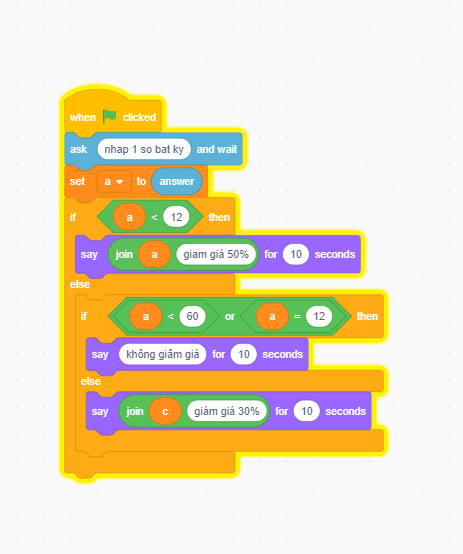 when clicked
ask nhap 1 so bat ky and wait
set a to answer
if a < 12 then
say join a giam giá 50% for 10 seconds
else
if a < 60 or a = 12 then
say không giảm giá for 10 seconds
else
say join c giám giá 30% for 10 seconds